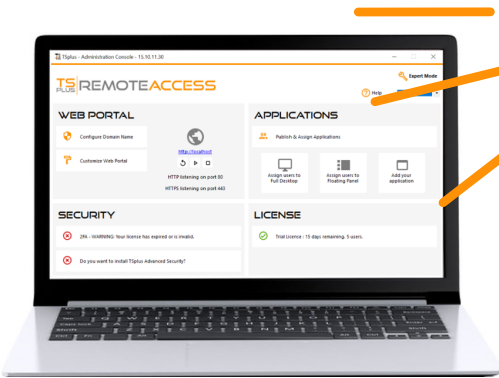 TSplus - Administration Console - 15.10.11.30
Expert Mode
TS PLUS REMOTEACCESS
Help
WEB PORTAL
Configure Domain Name
Customize Web Portal
http://localhost
HTTP listening on port 80
HTTPS listening on port 443
APPLICATIONS
Publish & Assign Applications
Assign users to
Full Desktop
Assign users to
Floating Panel
Add your
application
SECURITY
2FA - WARNING: Your license has expired or is invalid.
Do you want to install TSplus Advanced Security?
LICENSE
Trial License : 15 days remaining. 5 users.